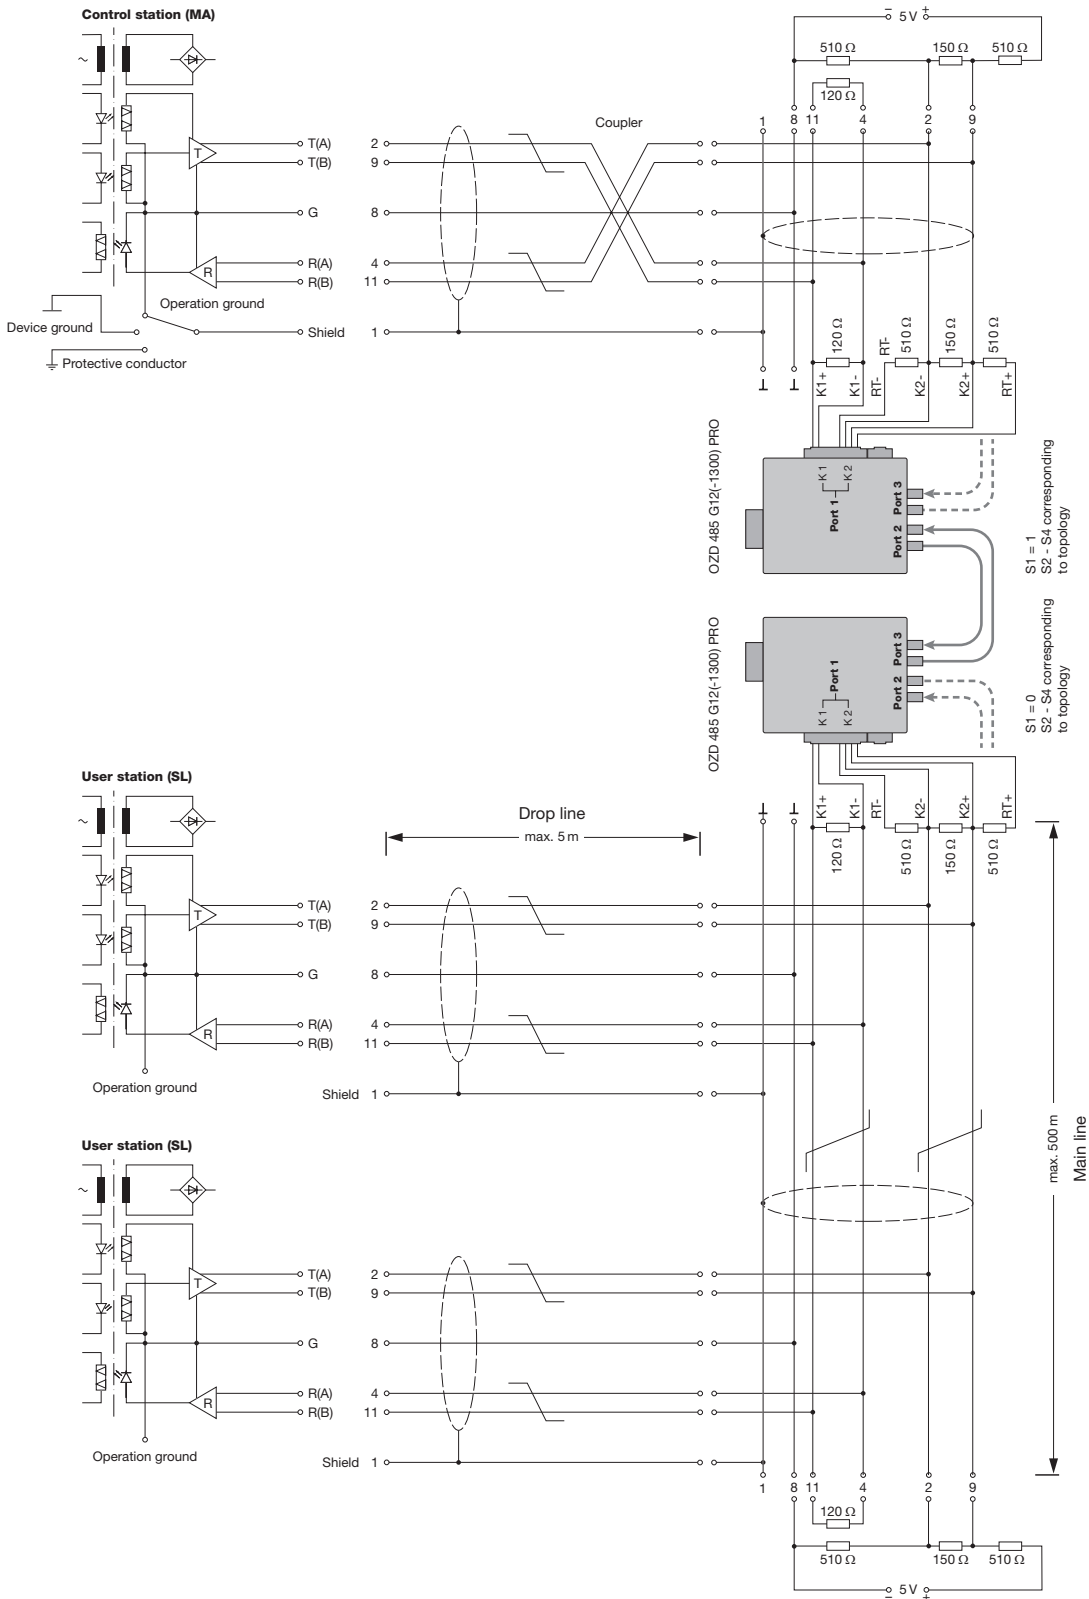 Control station (MA)
− 5 V +
510 Ω 150 Ω 510 Ω
120 Ω
Coupler
1 8 11 4 2 9
~
T
T(A) 2
T(B) 9
G 8
R
R(A) 4
R(B) 11
Operation ground
Device ground
Shield 1
Protective conductor
120 Ω RT- 510 Ω 150 Ω 510 Ω
K1+ K1- RT- K2- K2+ RT+
OZD 485 G12(-1300) PRO
K 1 K 2
Port 1
Port 3
Port 2
S1 = 1
S2 - S4 corresponding
to topology
OZD 485 G12(-1300) PRO
Port 1
K 1 K 2
Port 3
Port 2
S1 = 0
S2 - S4 corresponding
to topology
User station (SL)
K1+ K1- RT- K2- K2+ RT+
120 Ω 510 Ω 150 Ω 510 Ω
Drop line
max. 5 m
~
T
T(A) 2
T(B) 9
G 8
R
R(A) 4
R(B) 11
Operation ground
Shield 1
max. 500 m
Main line
User station (SL)
~
T
T(A) 2
T(B) 9
G 8
R
R(A) 4
R(B) 11
Operation ground
Shield 1
1 8 11 4 2 9
120 Ω
510 Ω 150 Ω 510 Ω
− 5 V +